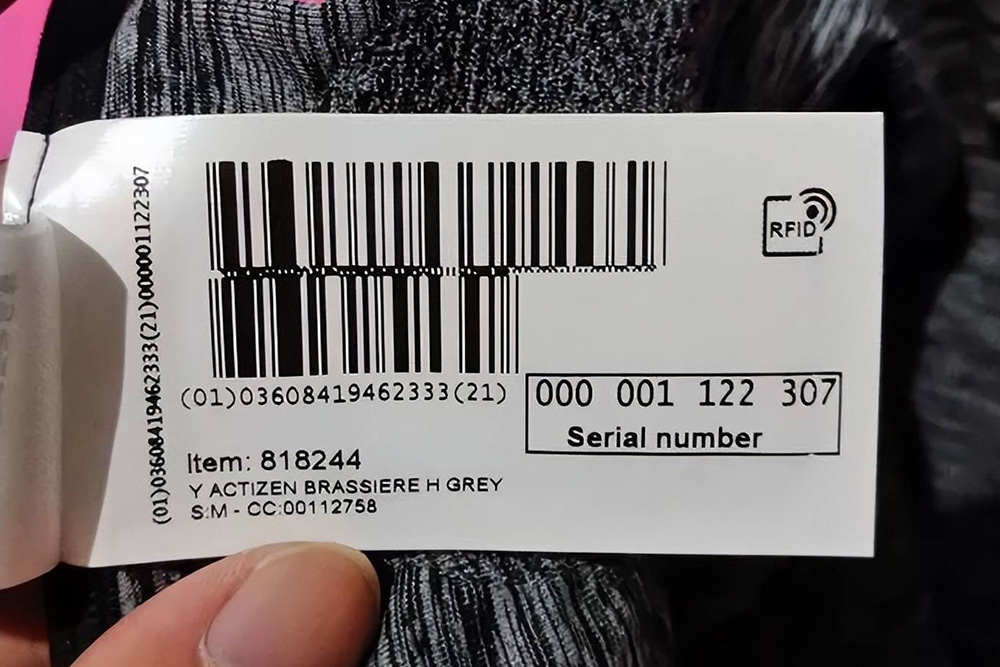 (01)03608419462333(21)000001122307
RFID
(01)03608419462333(21)
000 001 122 307
Serial number
Item: 818244
Y ACTIZEN BRASSIERE H GREY
S:M - CC:00112758